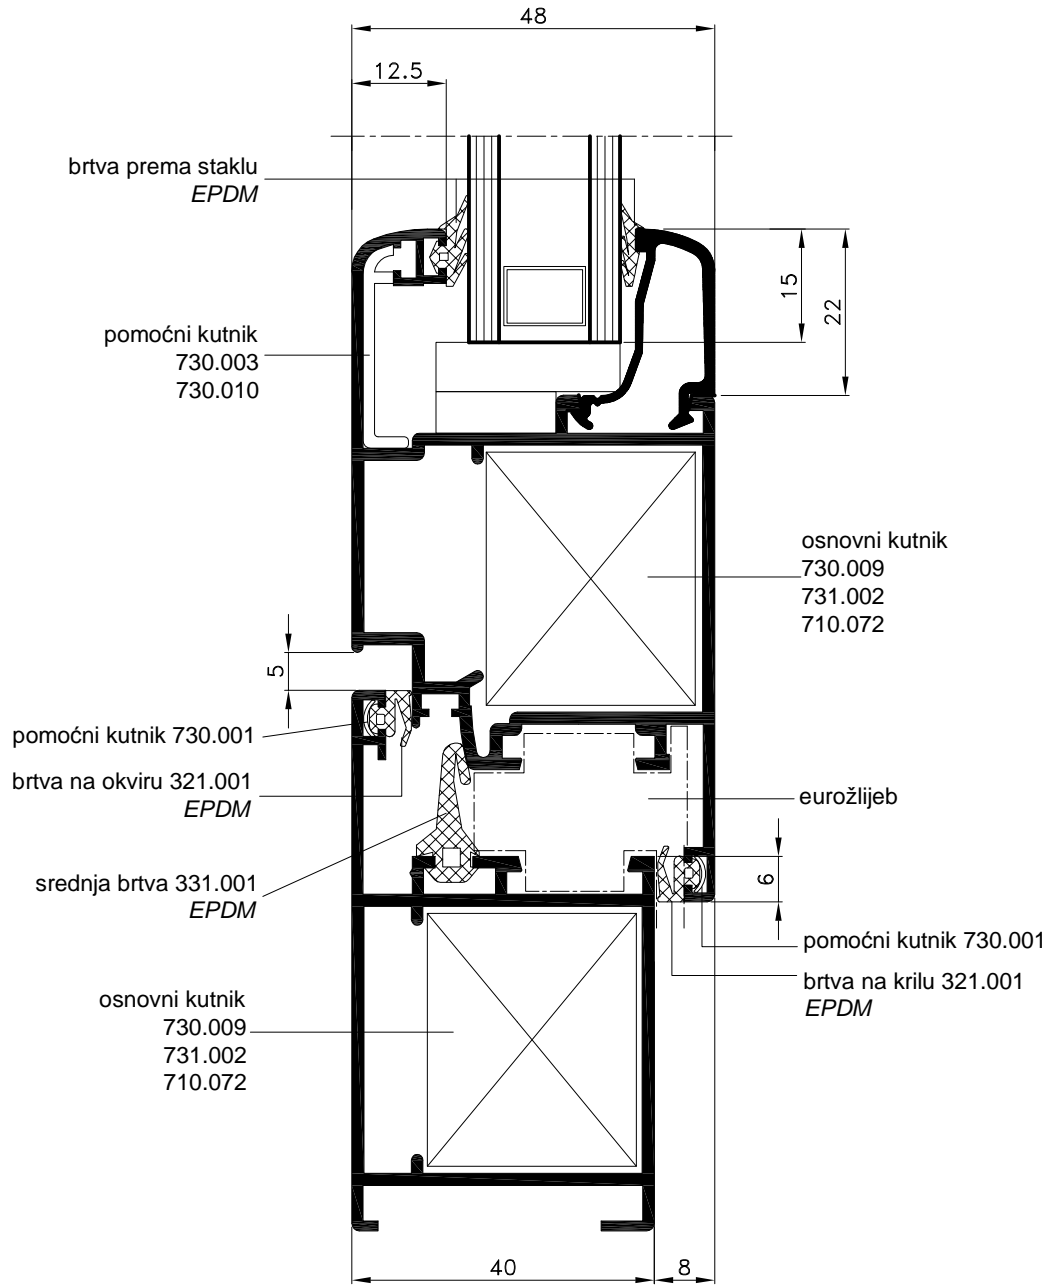 48
12.5
brtva prema staklu
EPDM
15
22
pomoćni kutnik
730.003
730.010
osnovni kutnik
730.009
731.002
710.072
5
pomoćni kutnik 730.001
brtva na okviru 321.001
EPDM
eurožlijeb
srednja brtva 331.001
EPDM
6
pomoćni kutnik 730.001
brtva na krilu 321.001
EPDM
osnovni kutnik
730.009
731.002
710.072
40
8